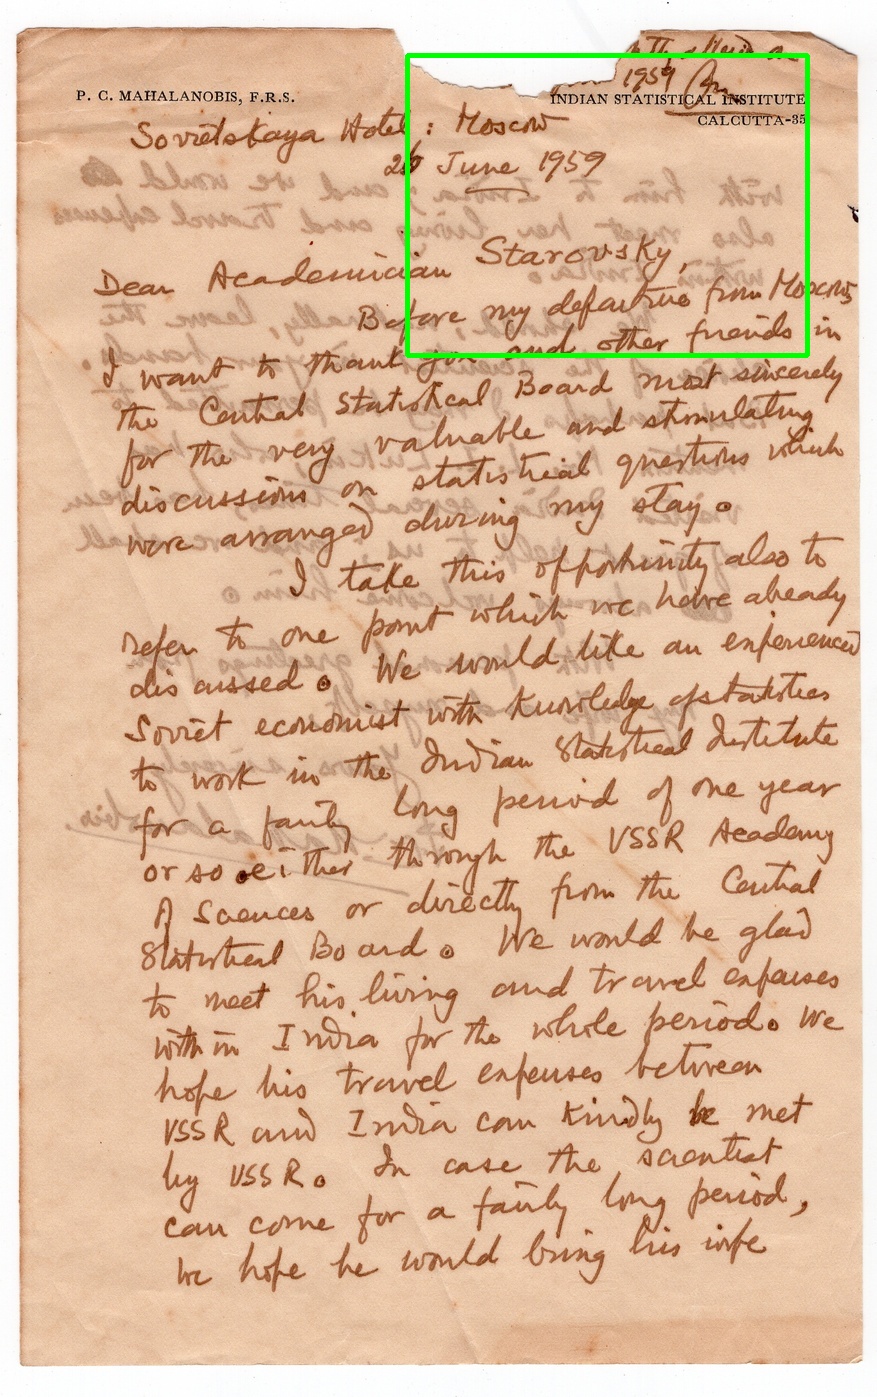 1959
P. C. MAHALANOBIS, F.R.S.
INDIAN STATISTICAL INSTITUTE
CALCUTTA-35
Sovietskaya Hotel : Moscow
26 June 1959
Dear Academician Starovsky,
Before my departure from Moscow,
I want to thank you and other friends in
the Central Statistical Board most sincerely
for the very valuable and stimulating
discussions on statistical questions which
were arranged during my stay.
I take this opportunity also to
refer to one point which we have already
discussed. We would like an experienced
Soviet economist with knowledge of statistics
to work in the Indian Statistical Institute
for a fairly long period of one year
or so either through the USSR Academy
of Sciences or directly from the Central
Statistical Board. We would be glad
to meet his living and travel expenses
within India for the whole period. We
hope his travel expenses between
USSR and India can kindly be met
by USSR. In case the scientist
can come for a fairly long period,
we hope he would bring his wife